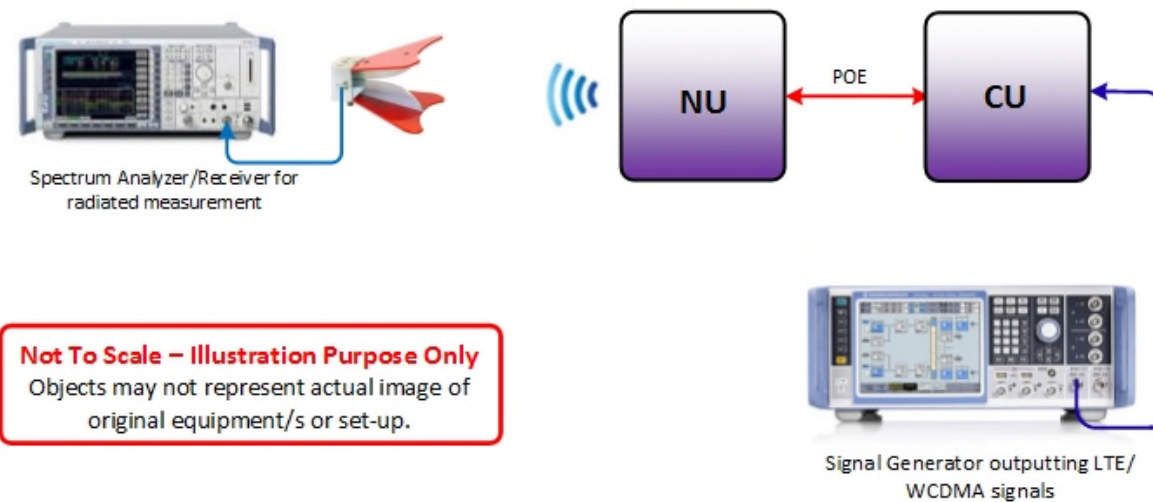 NU
POE
CU
Spectrum Analyzer/Receiver for
radiated measurement
Not To Scale – Illustration Purpose Only
Objects may not represent actual image of
original equipment/s or set-up.
Signal Generator outputting LTE/
WCDMA signals